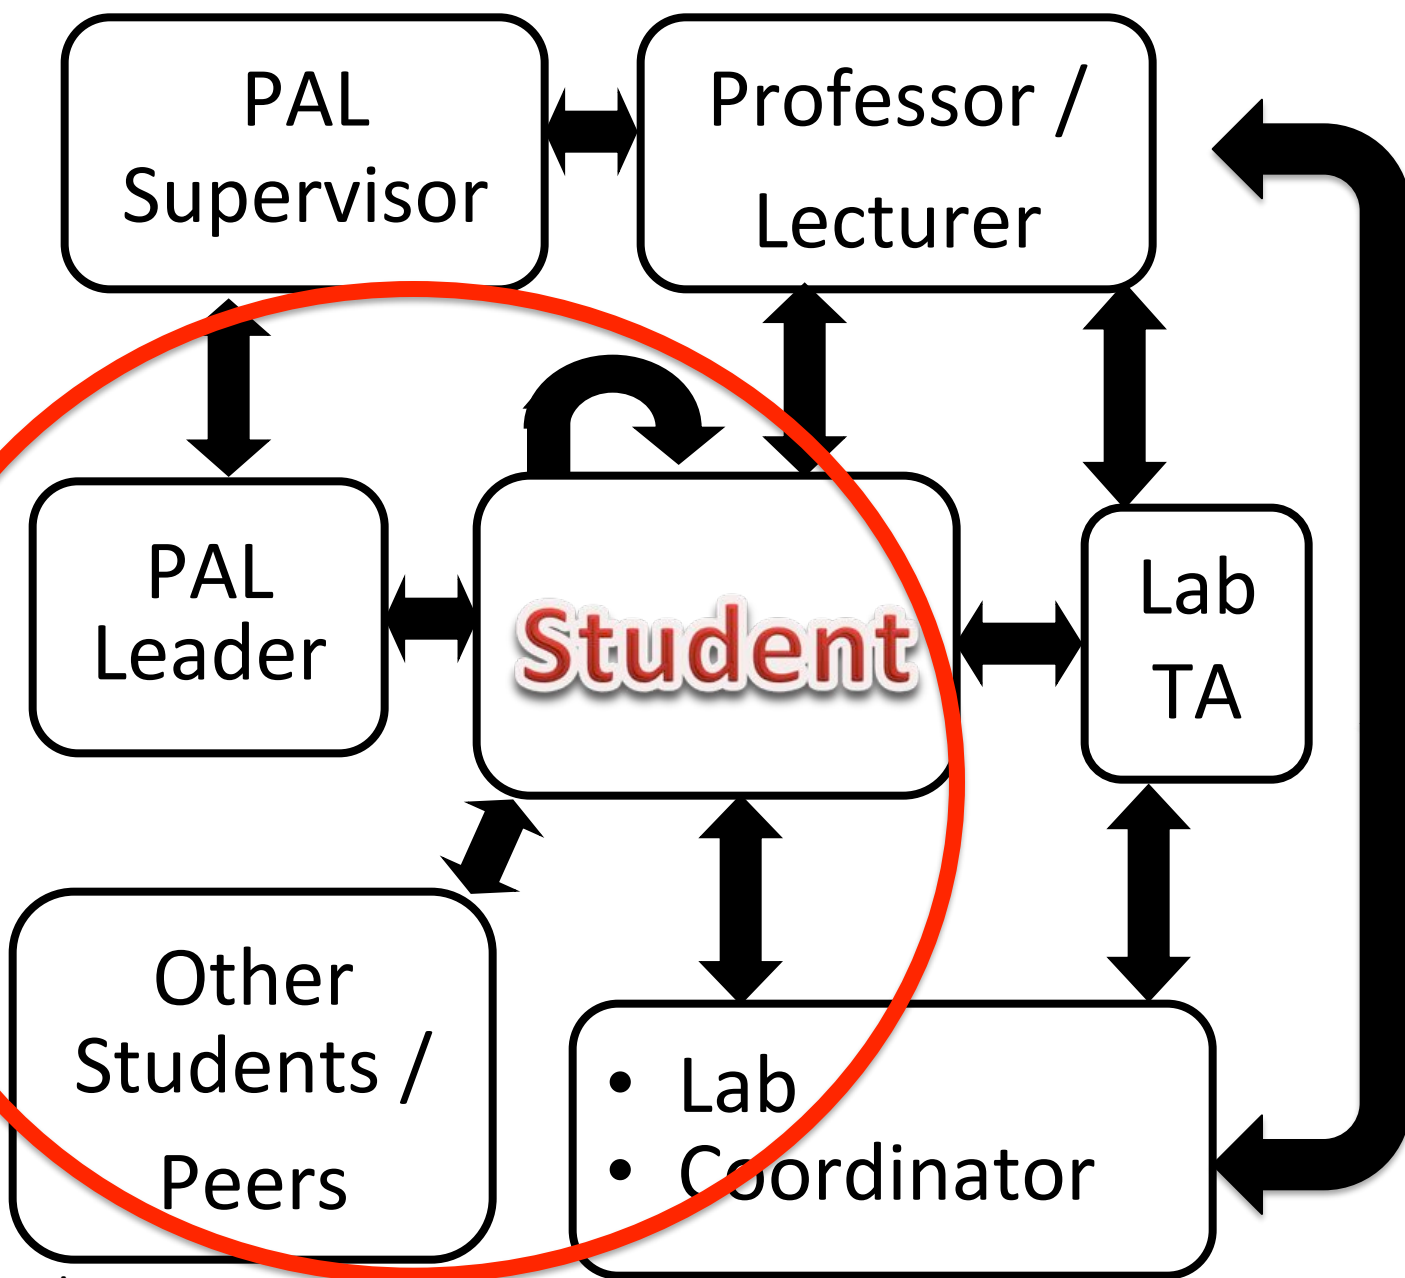 PAL
Supervisor
Professor /
Lecturer
PAL
Leader
Student
Lab
TA
Other
Students /
Peers
• Lab
• Coordinator